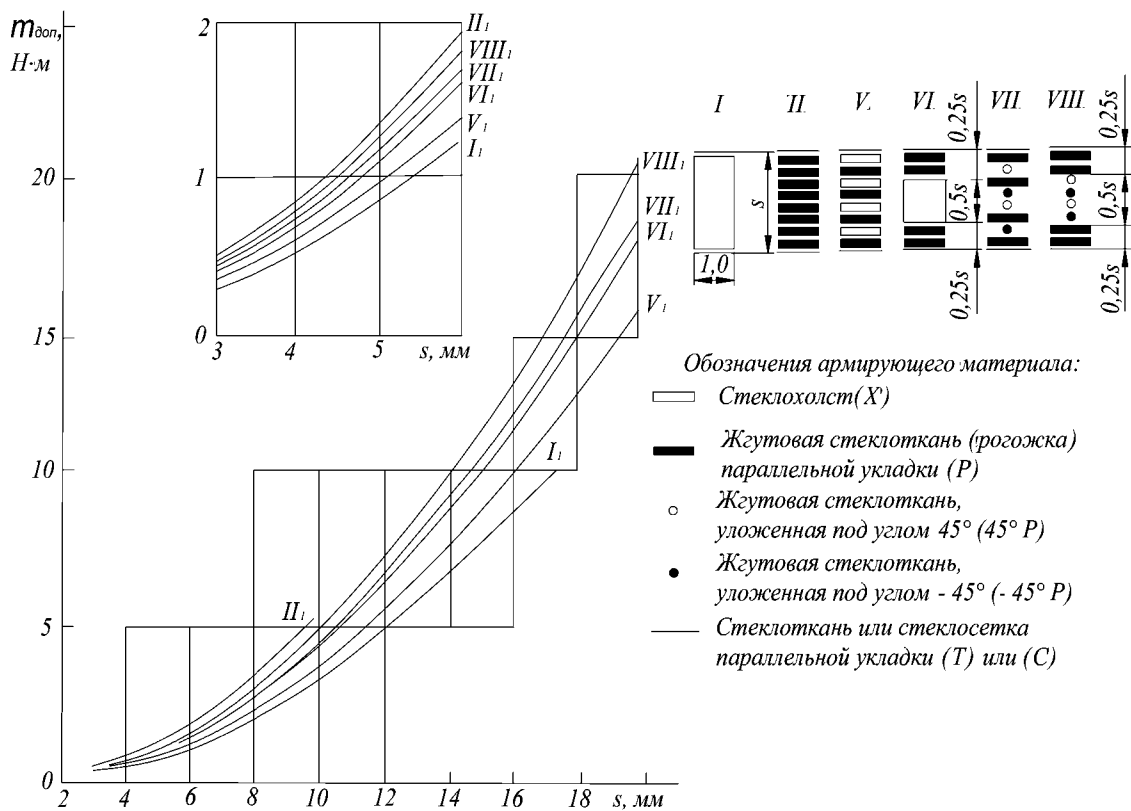 mдоп,
Н·м
20
15
10
5
0
2
4
6
8
10
12
14
16
18
s, мм
I₁
II₁
VIII₁
VII₁
VI₁
V₁
2
1
0
3
4
5
s, мм
II₁
VIII₁
VII₁
VI₁
V₁
I₁
I
II
V
VI
VII
VIII
s
1,0
0,25s
0,5s
0,25s
0,25s
0,5s
0,25s
Обозначения армирующего материала:
Стеклохолст(Х)
Жгутовая стеклоткань (рогожка)
параллельной укладки (Р)
Жгутовая стеклоткань,
уложенная под углом 45° (45° Р)
Жгутовая стеклоткань,
уложенная под углом - 45° (- 45° Р)
Стеклоткань или стеклосетка
параллельной укладки (Т) или (С)